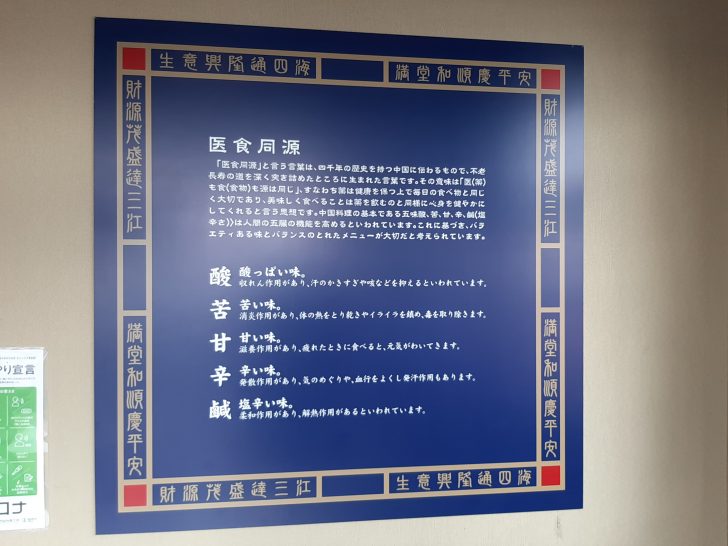 生意興隆通四海
満堂和順慶平安
財源茂盛達三江
財源茂盛達三江
医食同源
「医食同源」と言う言葉は、四千年の歴史を持つ中国に伝わるもので、不老
長寿の道を深く突き詰めたところに生まれた言葉です。その意味は「医(薬)
も食(食物)も源は同じ」、すなわち薬は健康を保つ上で毎日の食べ物と同じ
く大切であり、美味しく食べることは薬を飲むのと同様に心身を健やかに
してくれると言う思想です。中国料理の基本である五味酸、苦、甘、辛、鹹(塩
辛さ))は人間の五臓の機能を高めるといわれています。これに基づき、バラ
エティある味とバランスのとれたメニューが大切だと考えられています。
酸 酸っぱい味。
収れん作用があり、汗のかきすぎや咳などを抑えるといわれています。
苦 苦い味。
消炎作用があり、体の熱をとり乾きやイライラを鎮め、毒を取り除きます。
甘 甘い味。
滋養作用があり、疲れたときに食べると、元気がわいてきます。
辛 辛い味。
発散作用があり、気のめぐりや、血行をよくし発汗作用もあります。
鹹 塩辛い味。
柔和作用があり、解熱作用があるといわれています。
満堂和順慶平安
満堂和順慶平安
財源茂盛達三江
生意興隆通四海
り宣言
ロナ